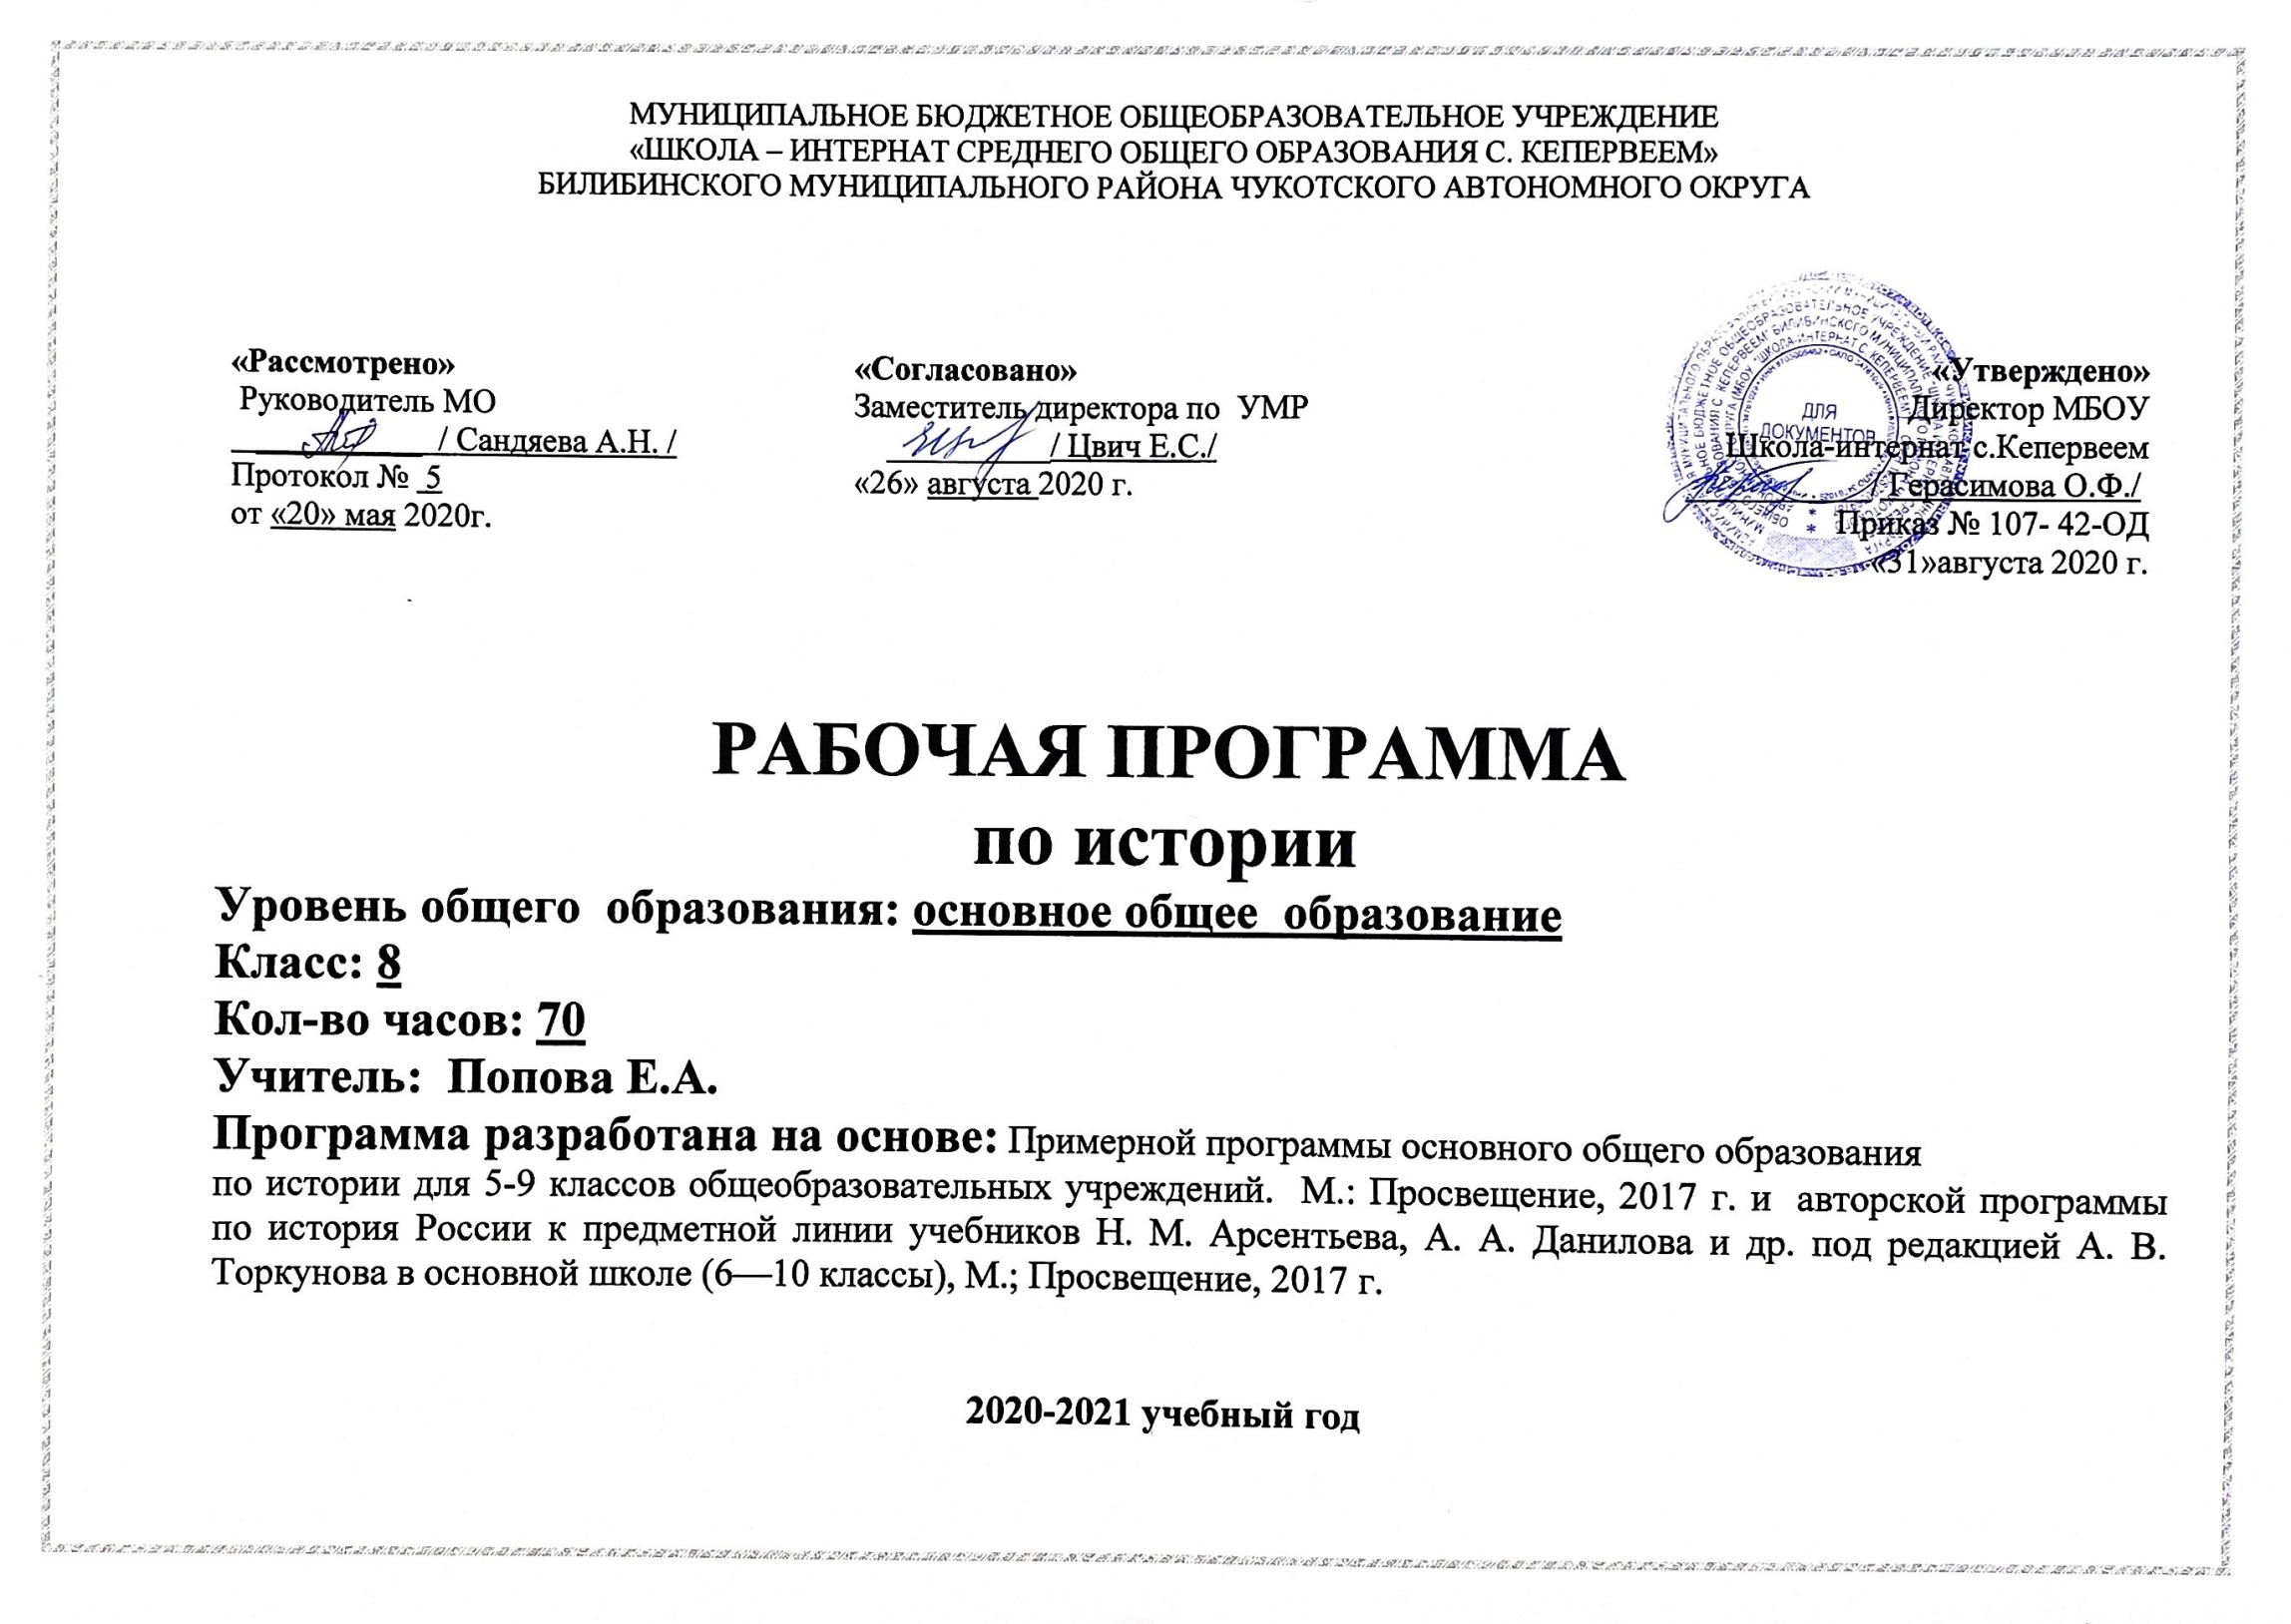 МУНИЦИПАЛЬНОЕ БЮДЖЕТНОЕ ОБЩЕОБРАЗОВАТЕЛЬНОЕ УЧРЕЖДЕНИЕ
«ШКОЛА – ИНТЕРНАТ СРЕДНЕГО ОБЩЕГО ОБРАЗОВАНИЯ С. КЕПЕРВЕЕМ»
БИЛИБИНСКОГО МУНИЦИПАЛЬНОГО РАЙОНА ЧУКОТСКОГО АВТОНОМНОГО ОКРУГА
«Рассмотрено»
Руководитель МО
/ Сандяева А.Н. /
Протокол № 5
от «20» мая 2020г.
«Согласовано»
Заместитель директора по УМР
/ Цвич Е.С./
«26» августа 2020 г.
«Утверждено»
Директор МБОУ
Школа-интернат с.Кепервеем
/ Герасимова О.Ф./
Приказ № 107- 42-ОД
«31»августа 2020 г.
ДЛЯ
ДОКУМЕНТОВ
РАБОЧАЯ ПРОГРАММА
по истории
Уровень общего образования: основное общее образование
Класс: 8
Кол-во часов: 70
Учитель: Попова Е.А.
Программа разработана на основе: Примерной программы основного общего образования
по истории для 5-9 классов общеобразовательных учреждений. М.: Просвещение, 2017 г. и авторской программы
по история России к предметной линии учебников Н. М. Арсентьева, А. А. Данилова и др. под редакцией А. В.
Торкунова в основной школе (6—10 классы), М.; Просвещение, 2017 г.
2020-2021 учебный год